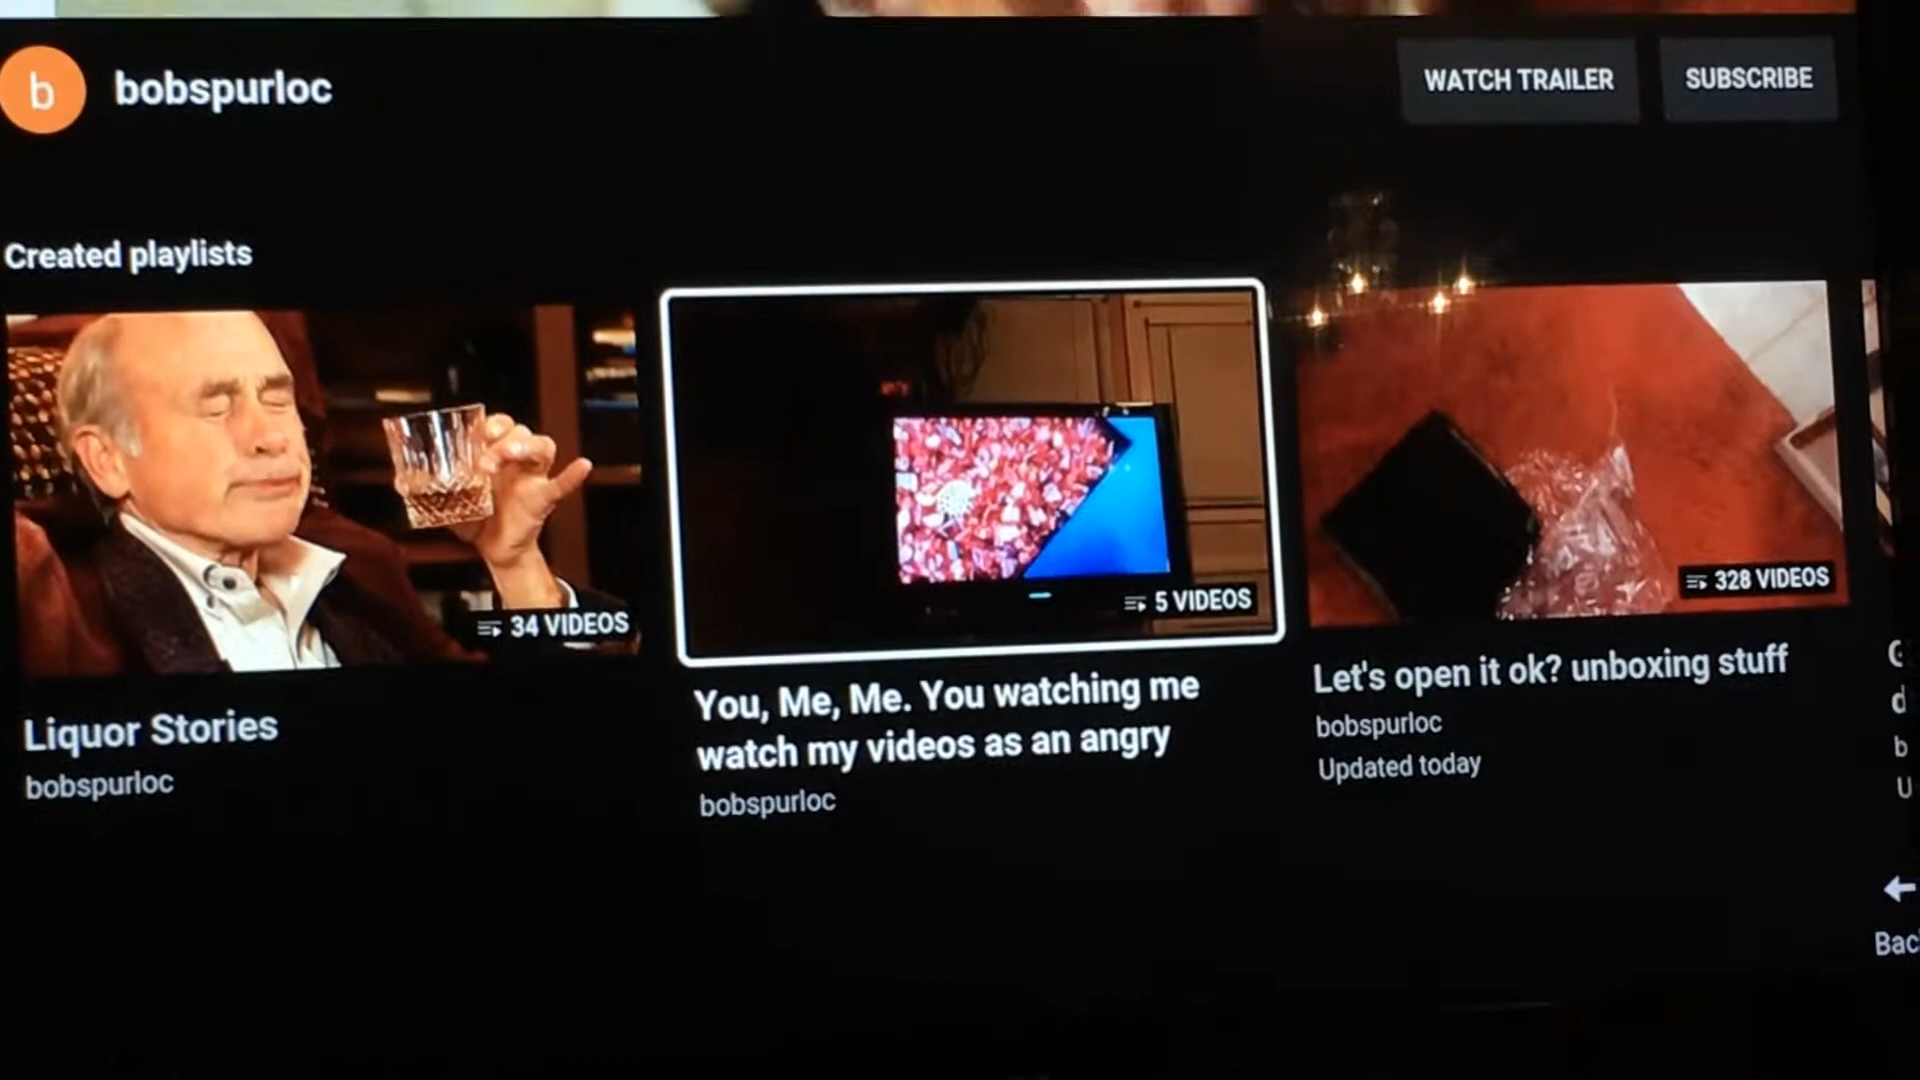 b
bobspurloc
WATCH TRAILER
SUBSCRIBE
Created playlists
34 VIDEOS
5 VIDEOS
328 VIDEOS
Liquor Stories
bobspurloc
You, Me, Me. You watching me
watch my videos as an angry
bobspurloc
Let's open it ok? unboxing stuff
bobspurloc
Updated today
d
b
U